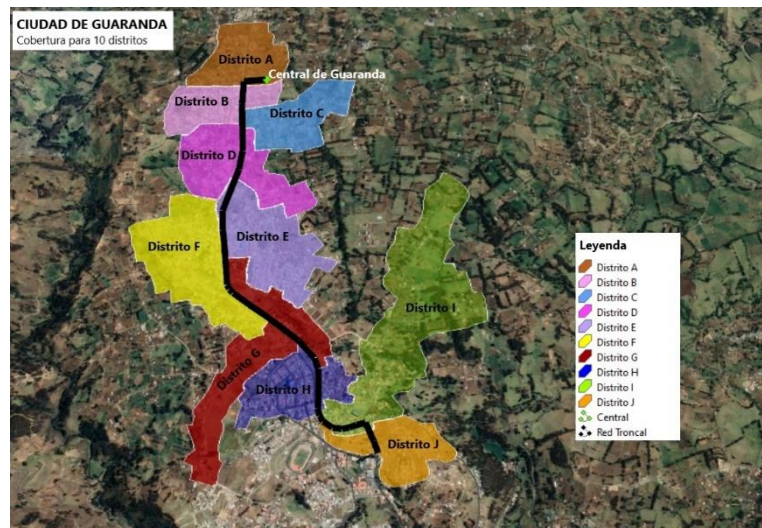 CIUDAD DE GUARANDA
Cobertura para 10 distritos
Distrito A
Central de Guaranda
Distrito B
Distrito C
Distrito D
Distrito E
Distrito F
Distrito I
Distrito G
Distrito H
Distrito J
Leyenda
Distrito A
Distrito B
Distrito C
Distrito D
Distrito E
Distrito F
Distrito G
Distrito H
Distrito I
Distrito J
Central
Red Troncal